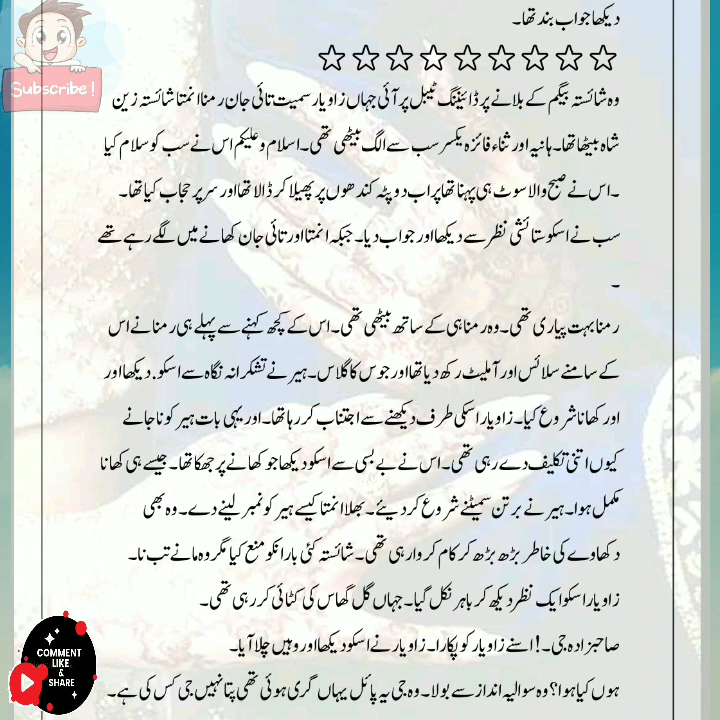 دیکھا جواب بند تھا۔
☆☆☆☆☆☆☆☆☆
وہ شائستہ بیگم کے بلانے پر ڈائیننگ ٹیبل پر آئی جہاں زاویار سمیت تائی جان رمنا انمتا شائستہ زین
شاہ بیٹھا تھا۔ ہانیہ اور ثناء فائزہ یکسر سب سے الگ بیٹھی تھی۔ اسلام و علیکم اس نے سب کو سلام کیا
۔ اس نے صبح والا سوٹ ہی پہنا تھا پر اب دوپٹہ کندھوں پر پھیلا کر ڈالا تھا اور سر پر حجاب کیا تھا۔
سب نے اسکو ستائشی نظر سے دیکھا اور جواب دیا۔ جبکہ انمتا اور تائی جان کھانے میں لگے رہے تھے
۔
رمنا بہت پیاری تھی۔ وہ رمنا ہی کے ساتھ بیٹھی تھی۔ اس کے کچھ کہنے سے پہلے ہی رمنا نے اس
کے سامنے سلائس اور آملیٹ رکھ دیا تھا اور جوس کا گلاس۔ ہیر نے تشکرانہ نگاہ سے اسکو. دیکھا اور
اور کھانا شروع کیا۔ زاویار اسکی طرف دیکھنے سے اجتناب کر رہا تھا۔ اور یہی بات ہیر کو نا جانے
کیوں اتنی تکلیف دے رہی تھی۔ اس نے بے بسی سے اسکو دیکھا جو کھانے پر جھکا تھا۔ جیسے ہی کھانا
مکمل ہوا۔ ہیر نے برتن سمیٹنے شروع کر دیئے۔ بھلا انمتا کیسے ہیر کو نمبر لینے دے۔ وہ بھی
دکھاوے کی خاطر بڑھ بڑھ کر کام کروا رہی تھی۔ شائستہ کئی بار انکو منع کیا مگر وہ مانے تب نا۔
زاویار اسکو ایک نظر دیکھ کر باہر نکل گیا۔ جہاں گل گھاس کی کٹائی کر رہی تھی۔
صاحبزادہ جی۔! اسنے زاویار کو پکارا۔ زاویار نے اسکو دیکھا اور وہیں چلا آیا۔
ہوں کیا ہوا؟ وہ سوالیہ انداز سے بولا۔ وہ جی یہ پائل یہاں گری ہوئی تھی پتا نہیں جی کس کی ہے۔
Subscribe!
COMMENT
LIKE
&
SHARE